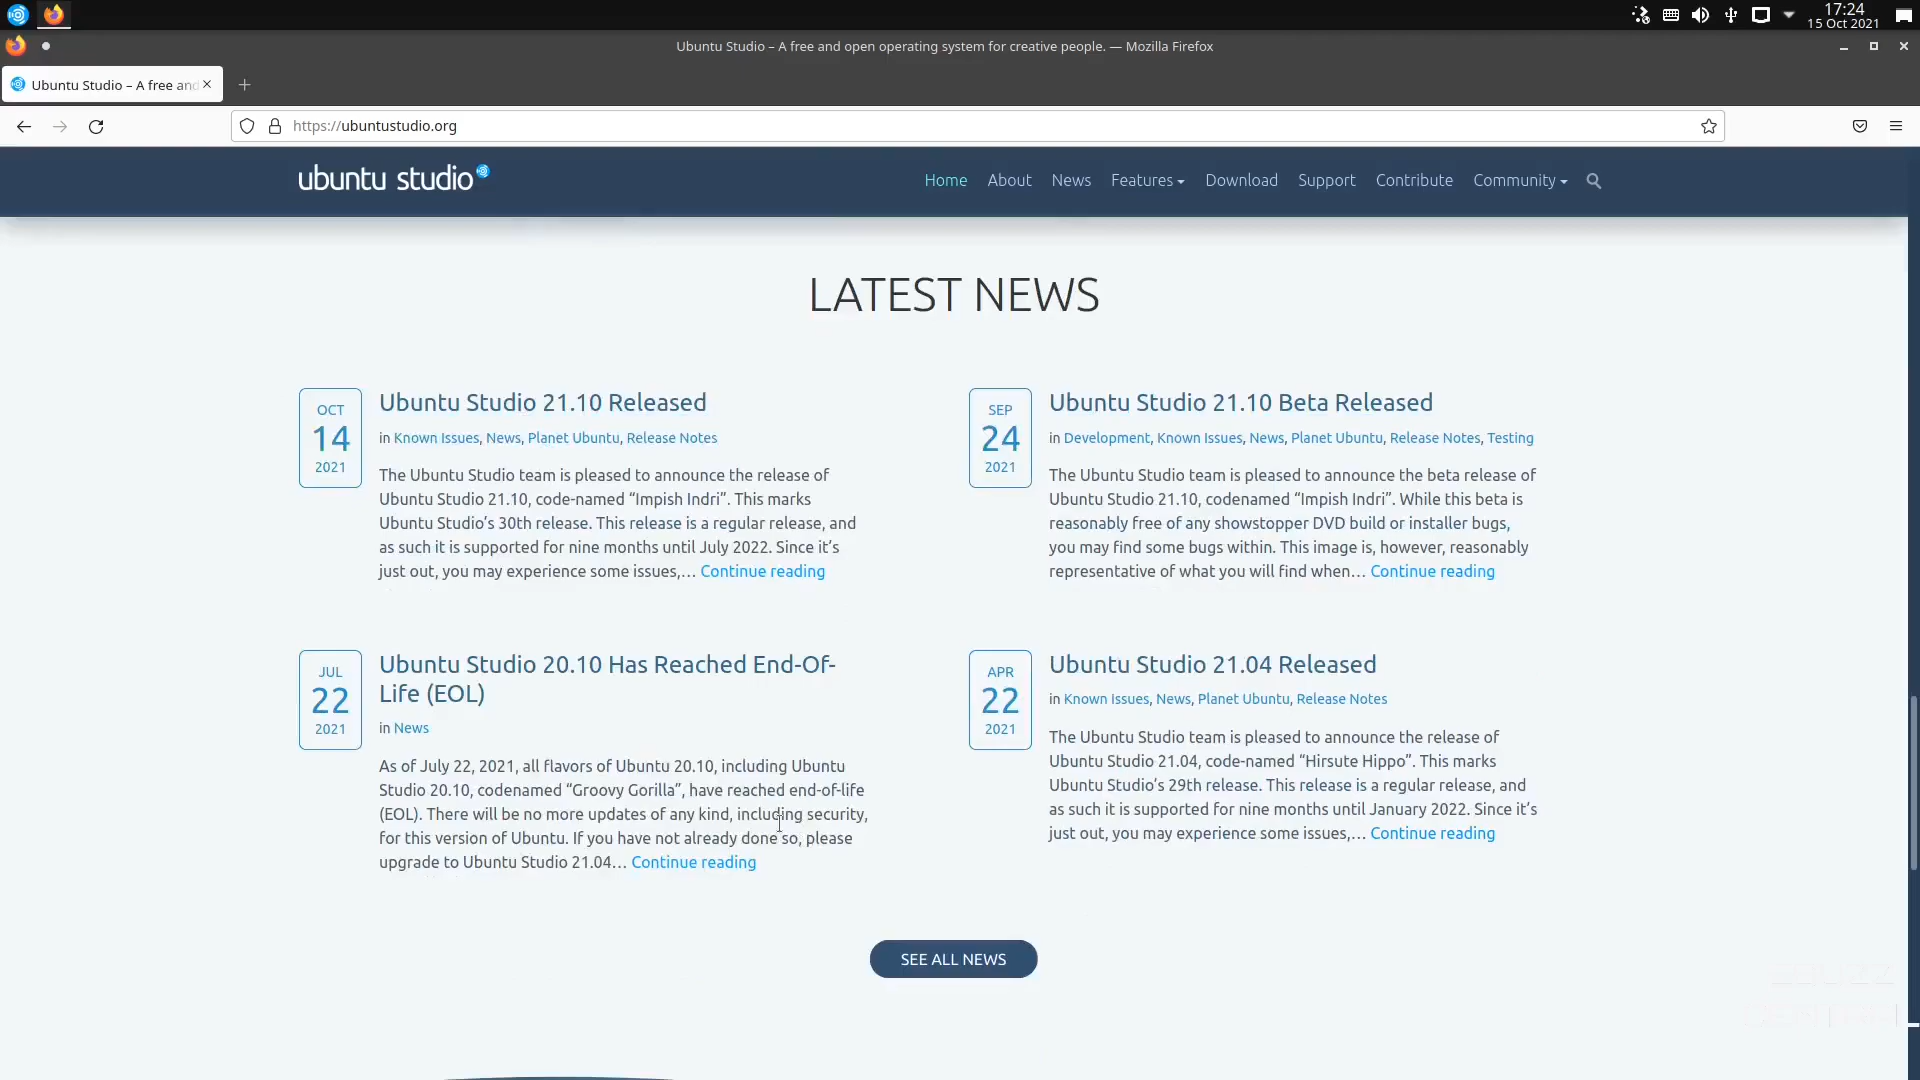 17:24
15 Oct 2021
Ubuntu Studio – A free and open operating system for creative people. — Mozilla Firefox
Ubuntu Studio – A free and
https://ubuntustudio.org
ubuntu studio
Home About News Features Download Support Contribute Community
LATEST NEWS
OCT
14
2021
Ubuntu Studio 21.10 Released
in Known Issues, News, Planet Ubuntu, Release Notes
The Ubuntu Studio team is pleased to announce the release of
Ubuntu Studio 21.10, code-named “Impish Indri”. This marks
Ubuntu Studio’s 30th release. This release is a regular release, and
as such it is supported for nine months until July 2022. Since it’s
just out, you may experience some issues,… Continue reading
SEP
24
2021
Ubuntu Studio 21.10 Beta Released
in Development, Known Issues, News, Planet Ubuntu, Release Notes, Testing
The Ubuntu Studio team is pleased to announce the beta release of
Ubuntu Studio 21.10, codenamed “Impish Indri”. While this beta is
reasonably free of any showstopper DVD build or installer bugs,
you may find some bugs within. This image is, however, reasonably
representative of what you will find when… Continue reading
JUL
22
2021
Ubuntu Studio 20.10 Has Reached End-Of-
Life (EOL)
in News
As of July 22, 2021, all flavors of Ubuntu 20.10, including Ubuntu
Studio 20.10, codenamed “Groovy Gorilla”, have reached end-of-life
(EOL). There will be no more updates of any kind, including security,
for this version of Ubuntu. If you have not already done so, please
upgrade to Ubuntu Studio 21.04… Continue reading
APR
22
2021
Ubuntu Studio 21.04 Released
in Known Issues, News, Planet Ubuntu, Release Notes
The Ubuntu Studio team is pleased to announce the release of
Ubuntu Studio 21.04, code-named “Hirsute Hippo”. This marks
Ubuntu Studio’s 29th release. This release is a regular release, and
as such it is supported for nine months until January 2022. Since it’s
just out, you may experience some issues,… Continue reading
SEE ALL NEWS